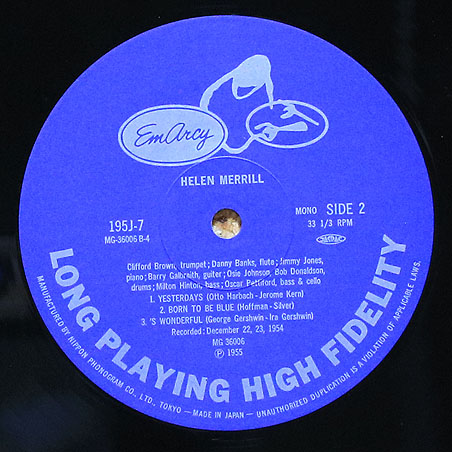 EmArcy
HELEN MERRILL
195J-7
MG-36006 B-4
MONO SIDE 2
33 1/3 RPM
Clifford Brown, trumpet; Danny Banks, flute; Jimmy Jones,
piano; Barry Galbraith, guiter; Osie Johnson, Bob Donaldson,
drums; Milton Hinton, bass; Oscar Pettiford, bass & cello
1. YESTERDAYS (Otto Harbach-Jerome Kern)
2. BORN TO BE BLUE (Hoffman-Silver)
3. 'S WONDERFUL (George Gershwin-Ira Gershwin)
Recorded: December 22, 23, 1954
MG 36006
Ⓟ 1955
LONG PLAYING HIGH FIDELITY
MANUFACTURED BY NIPPON PHONOGRAM CO., LTD., TOKYO — MADE IN JAPAN — UNAUTHORIZED DUPLICATION IS A VIOLATION OF APPLICABLE LAWS.